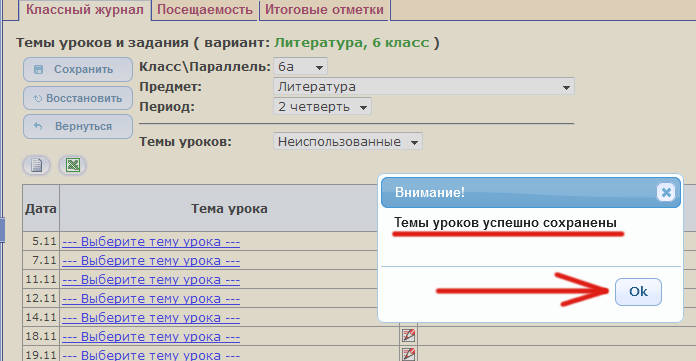 Классный журнал Посещаемость Итоговые отметки
Темы уроков и задания ( вариант: Литература, 6 класс )
Сохранить Класс\Параллель: 6а
Предмет: Литература
Восстановить Период: 2 четверть
Вернуться
Темы уроков: Неиспользованные
Внимание!
Темы уроков успешно сохранены
Ok
Дата Тема урока
5.11 --- Выберите тему урока ---
7.11 --- Выберите тему урока ---
11.11 --- Выберите тему урока ---
12.11 --- Выберите тему урока ---
14.11 --- Выберите тему урока ---
18.11 --- Выберите тему урока ---
19.11 --- Выберите тему урока ---